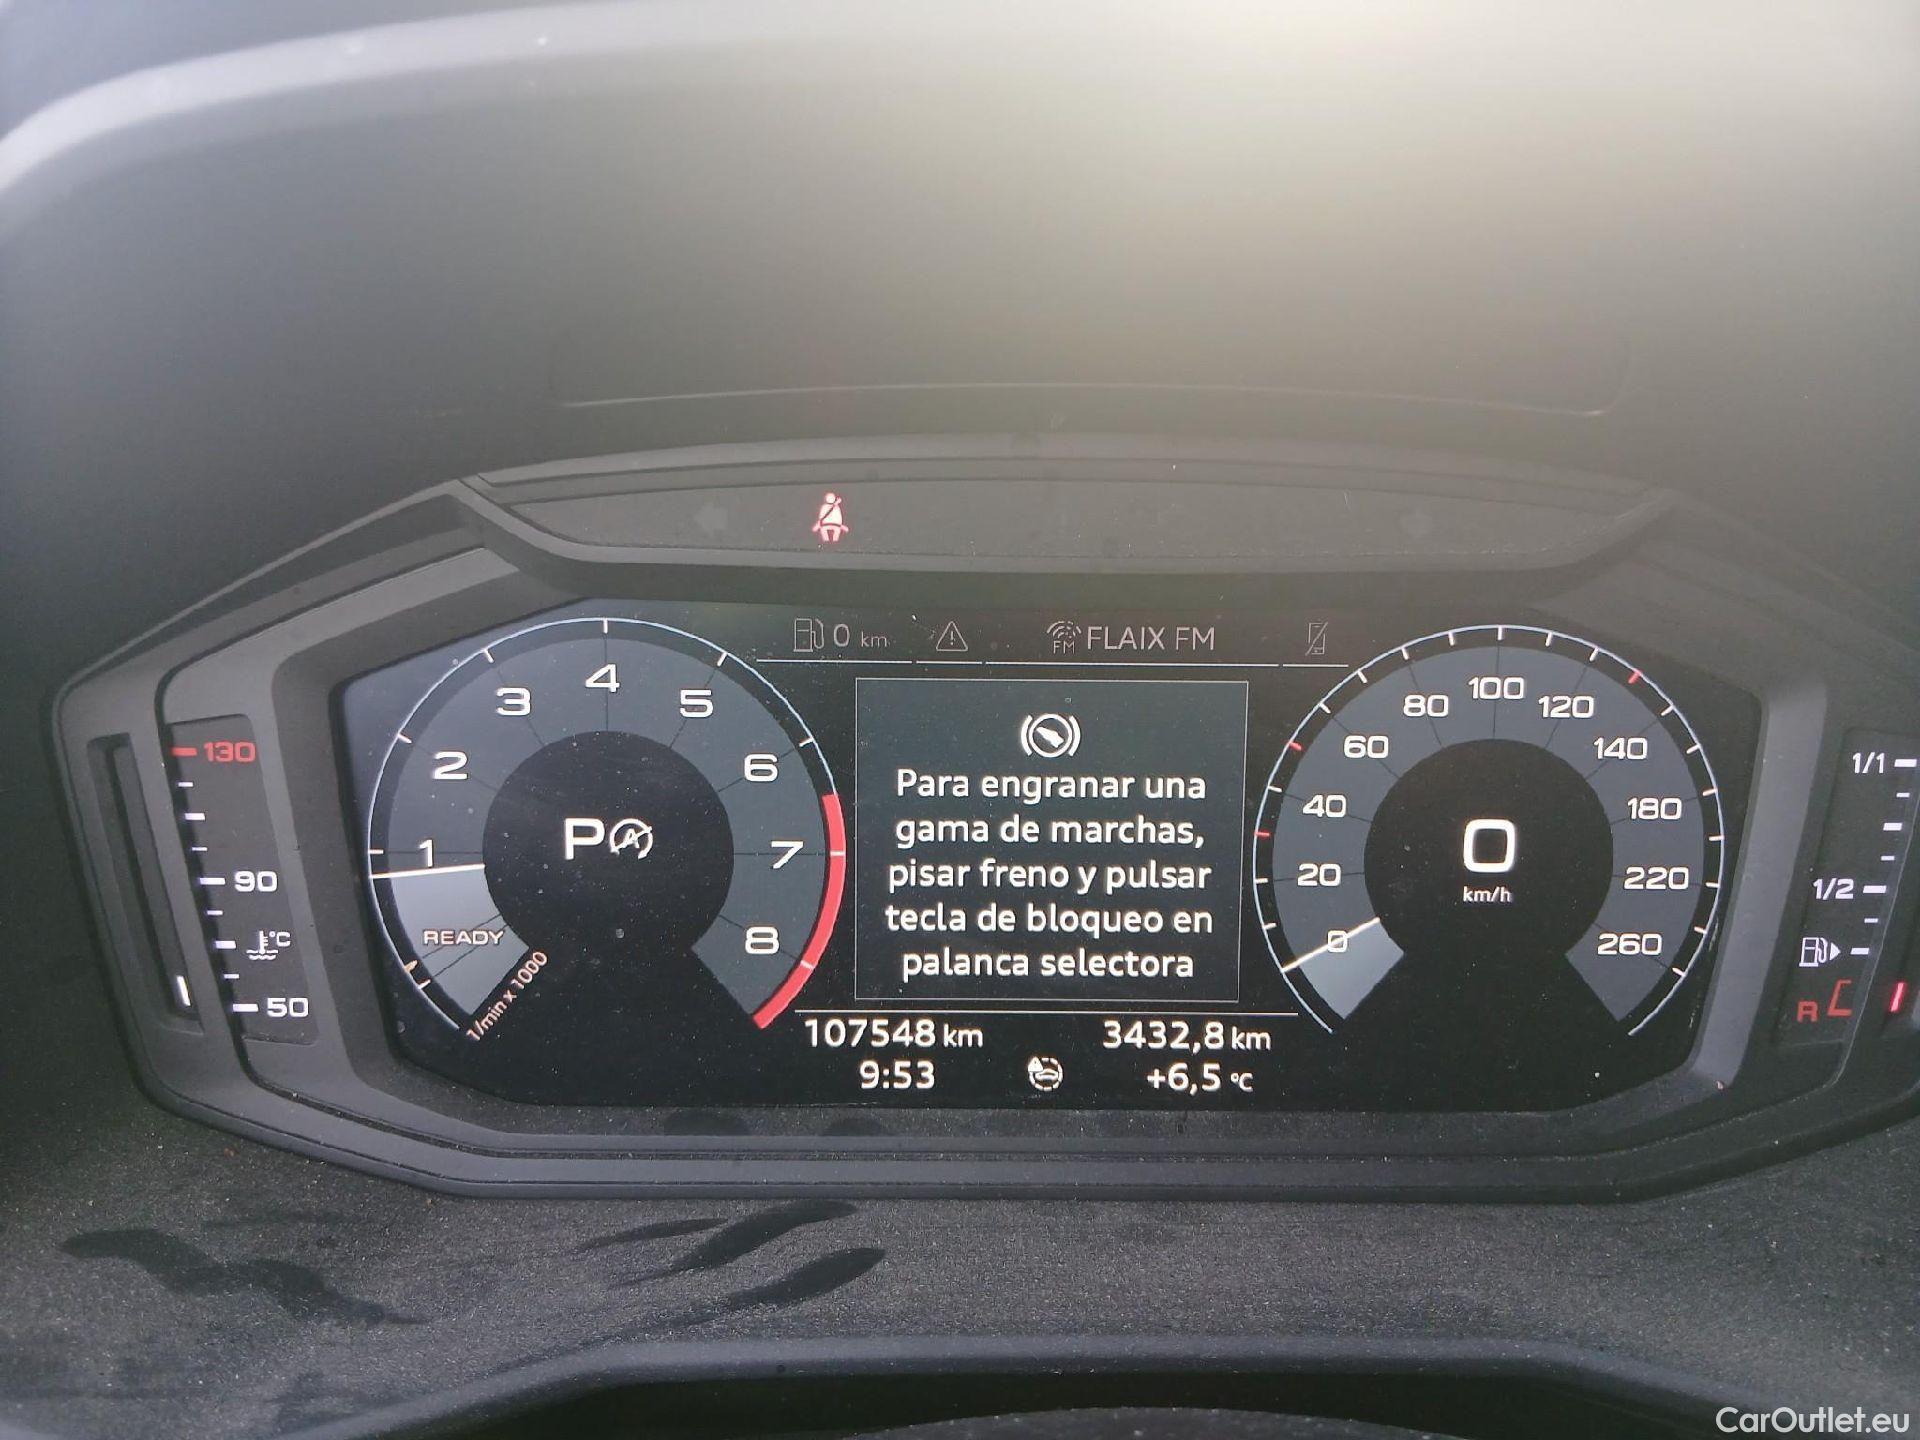 0 km
FM FLAIX FM
130
90
°C
50
1
2
3
4
5
6
7
8
P A
READY
1/min x 1000
Para engranar una
gama de marchas,
pisar freno y pulsar
tecla de bloqueo en
palanca selectora
107548 km
3432,8 km
9:53
+6,5 °C
0
20
40
60
80
100
120
140
180
220
260
0
km/h
1/1
1/2
R
CarOutlet.eu